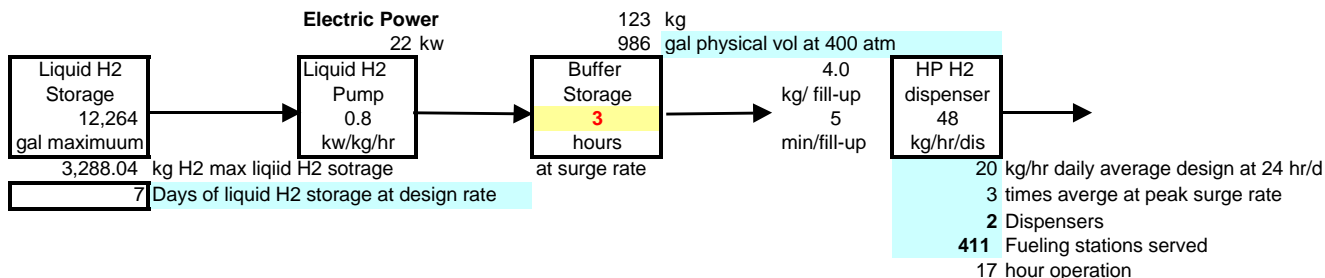 Electric Power 123 kg
22 kw 986 gal physical vol at 400 atm
Liquid H2 Liquid H2 Buffer 4.0 HP H2
Storage Pump Storage kg/ fill-up dispenser
12,264 0.8 3 5 48
gal maximuum kw/kg/hr hours min/fill-up kg/hr/dis
3,288.04 kg H2 max liqiid H2 sotrage at surge rate 20 kg/hr daily average design at 24 hr/d
7 Days of liquid H2 storage at design rate 3 times averge at peak surge rate
2 Dispensers
411 Fueling stations served
17 hour operation